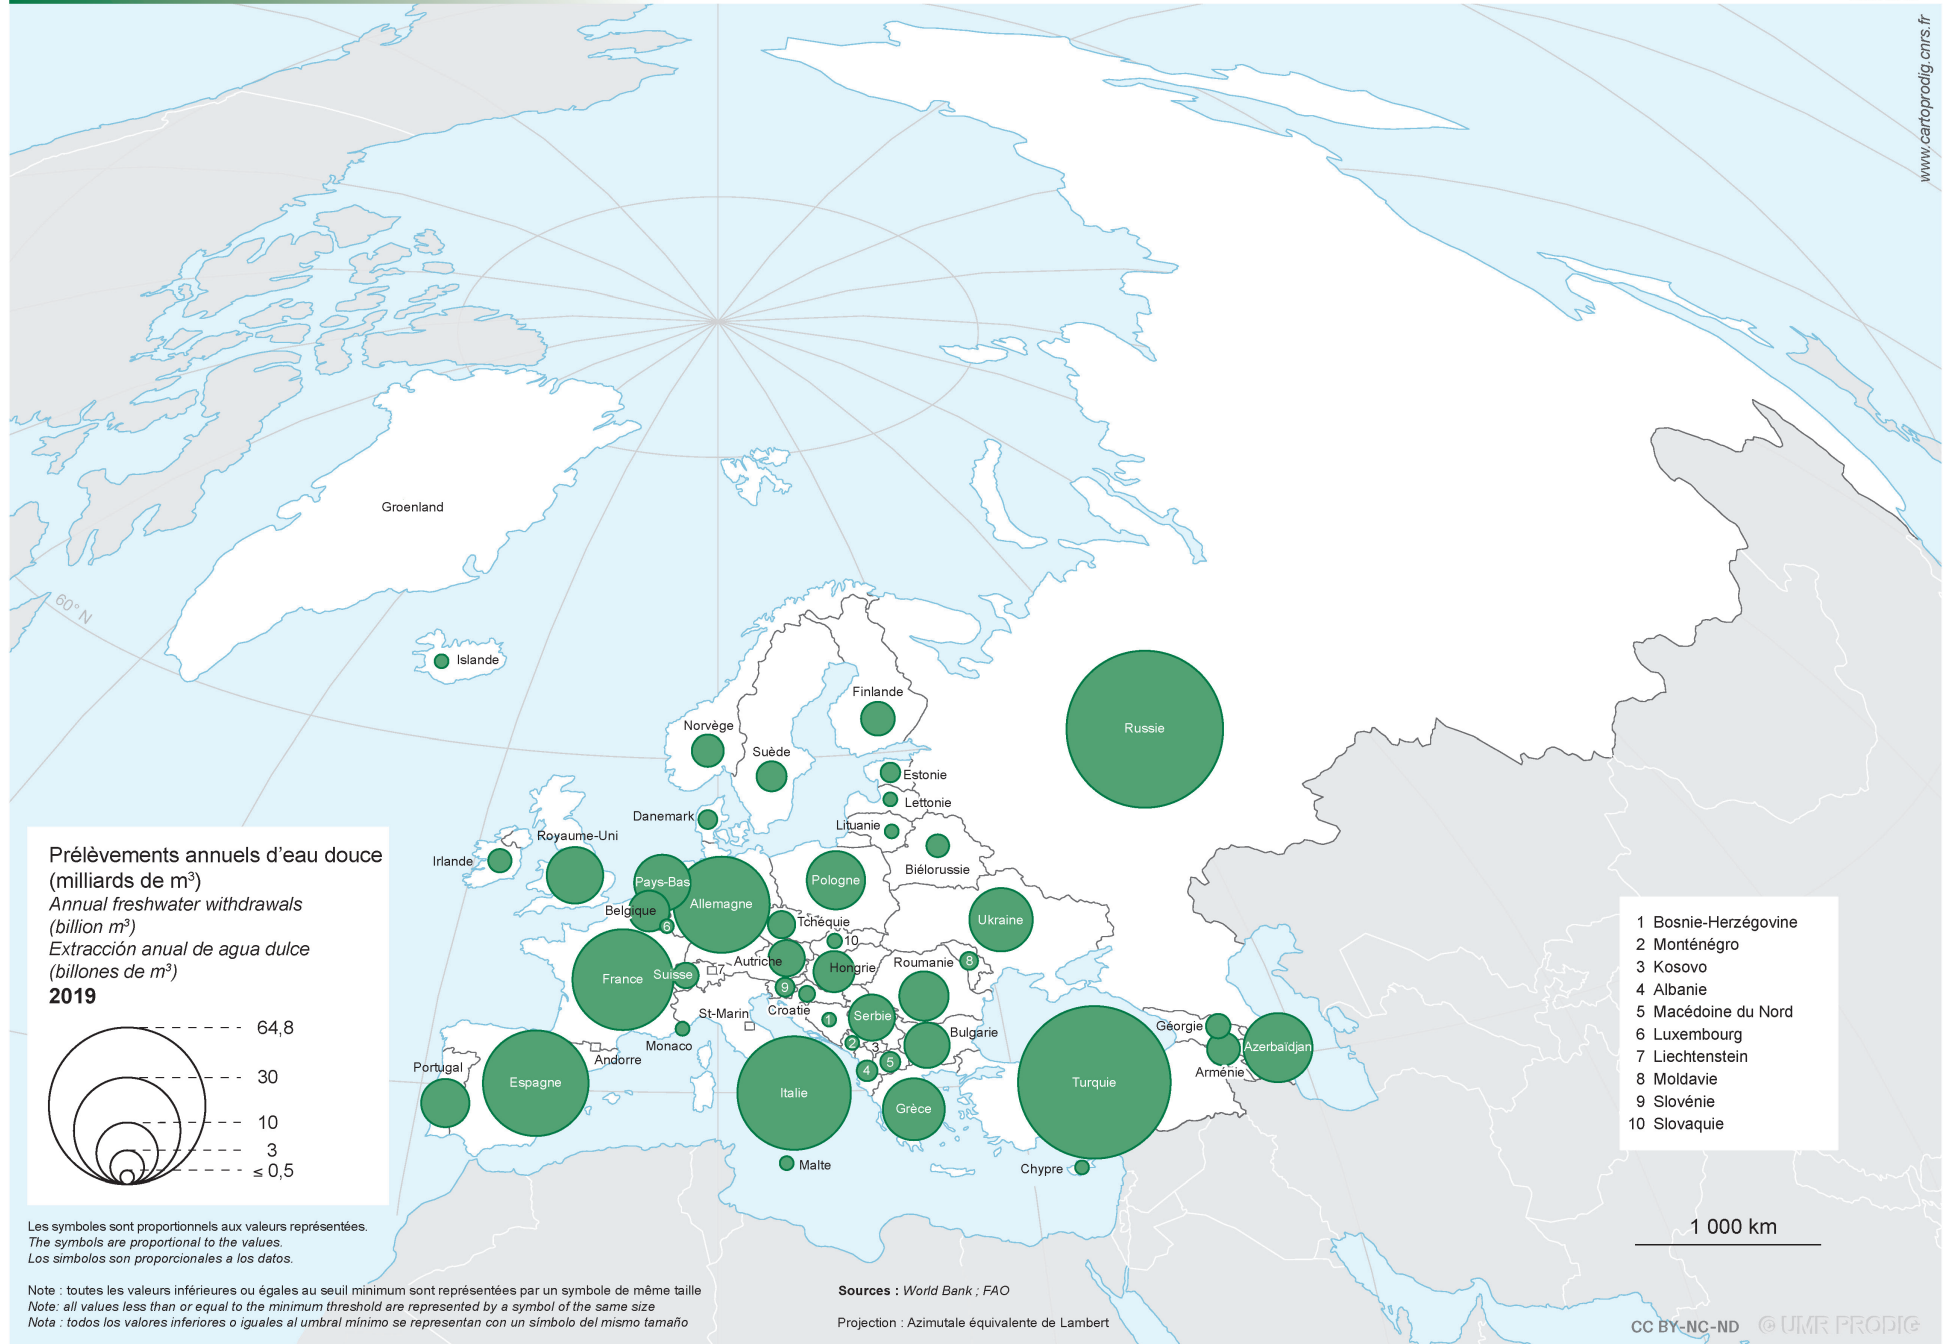 www.cartoprodig.cnrs.fr
Groenland
60° N
Islande
Finlande
Norvège
Suède
Russie
Estonie
Lettonie
Danemark
Lituanie
Royaume-Uni
Irlande
Biélorussie
Pays-Bas
Pologne
Allemagne
Belgique
Ukraine
Tchéquie
6
10
Autriche
Hongrie
Roumanie
8
France
Suisse
7
9
Croatie
St-Marin
1
Serbie
Bulgarie
Géorgie
Azerbaïdjan
Monaco
2
3
Andorre
Arménie
Portugal
4
5
Espagne
Italie
Turquie
Grèce
Malte
Chypre
Prélèvements annuels d'eau douce
(milliards de m³)
Annual freshwater withdrawals
(billion m³)
Extracción anual de agua dulce
(billones de m³)
2019
64,8
30
10
3
≤ 0,5
1 Bosnie-Herzégovine
2 Monténégro
3 Kosovo
4 Albanie
5 Macédoine du Nord
6 Luxembourg
7 Liechtenstein
8 Moldavie
9 Slovénie
10 Slovaquie
1 000 km
Les symboles sont proportionnels aux valeurs représentées.
The symbols are proportional to the values.
Los simbolos son proporcionales a los datos.
Note : toutes les valeurs inférieures ou égales au seuil minimum sont représentées par un symbole de même taille
Note: all values less than or equal to the minimum threshold are represented by a symbol of the same size
Nota : todos los valores inferiores o iguales al umbral mínimo se representan con un símbolo del mismo tamaño
Sources : World Bank ; FAO
Projection : Azimutale équivalente de Lambert
CC BY-NC-ND © UMR PRODIG